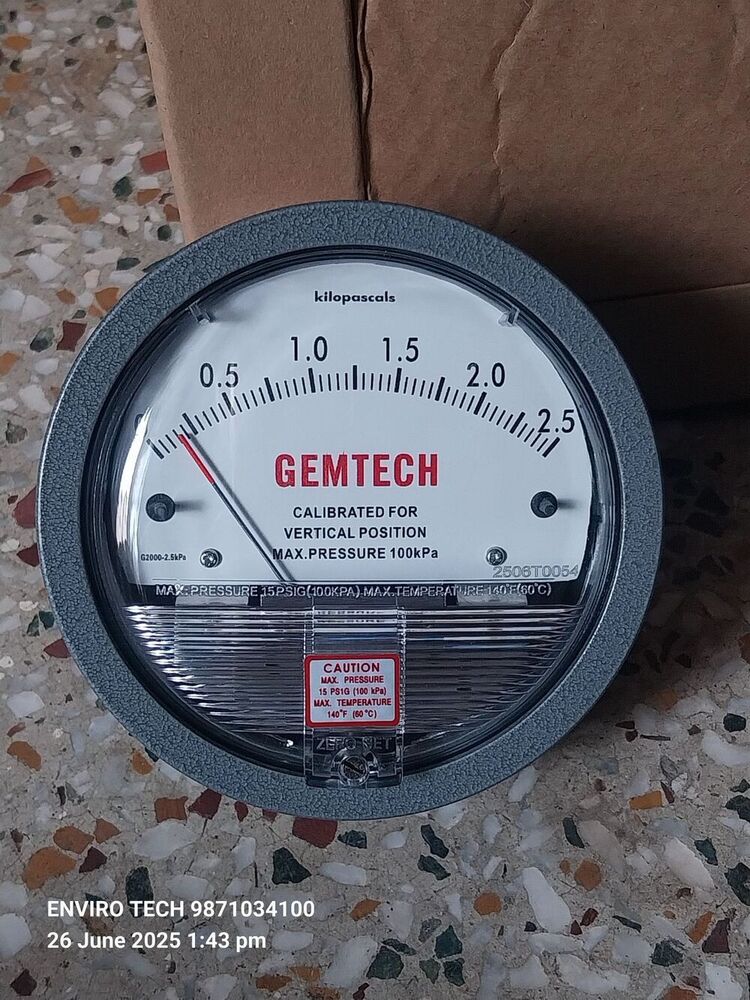 kilopascals
0.5 1.0 1.5 2.0 2.5
GEMTECH
CALIBRATED FOR
VERTICAL POSITION
MAX.PRESSURE 100kPa
G2000-2.5kPa
2506T0054
MAX. PRESSURE 15PSIG(100KPA) MAX.TEMPERATURE 140°F(60°C)
CAUTION
MAX. PRESSURE
15 PS1G (100 kPa)
MAX. TEMPERATURE
140°F (60°C)
ZERO SET
ENVIRO TECH 9871034100
26 June 2025 1:43 pm